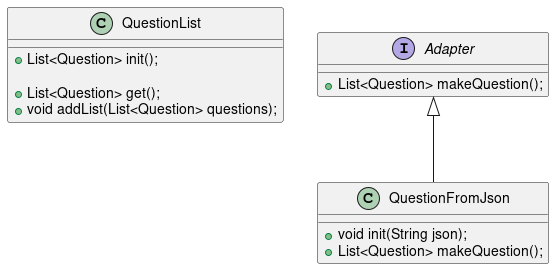 C QuestionList
List<Question> init();
List<Question> get();
void addList(List<Question> questions);
I Adapter
List<Question> makeQuestion();
C QuestionFromJson
void init(String json);
List<Question> makeQuestion();